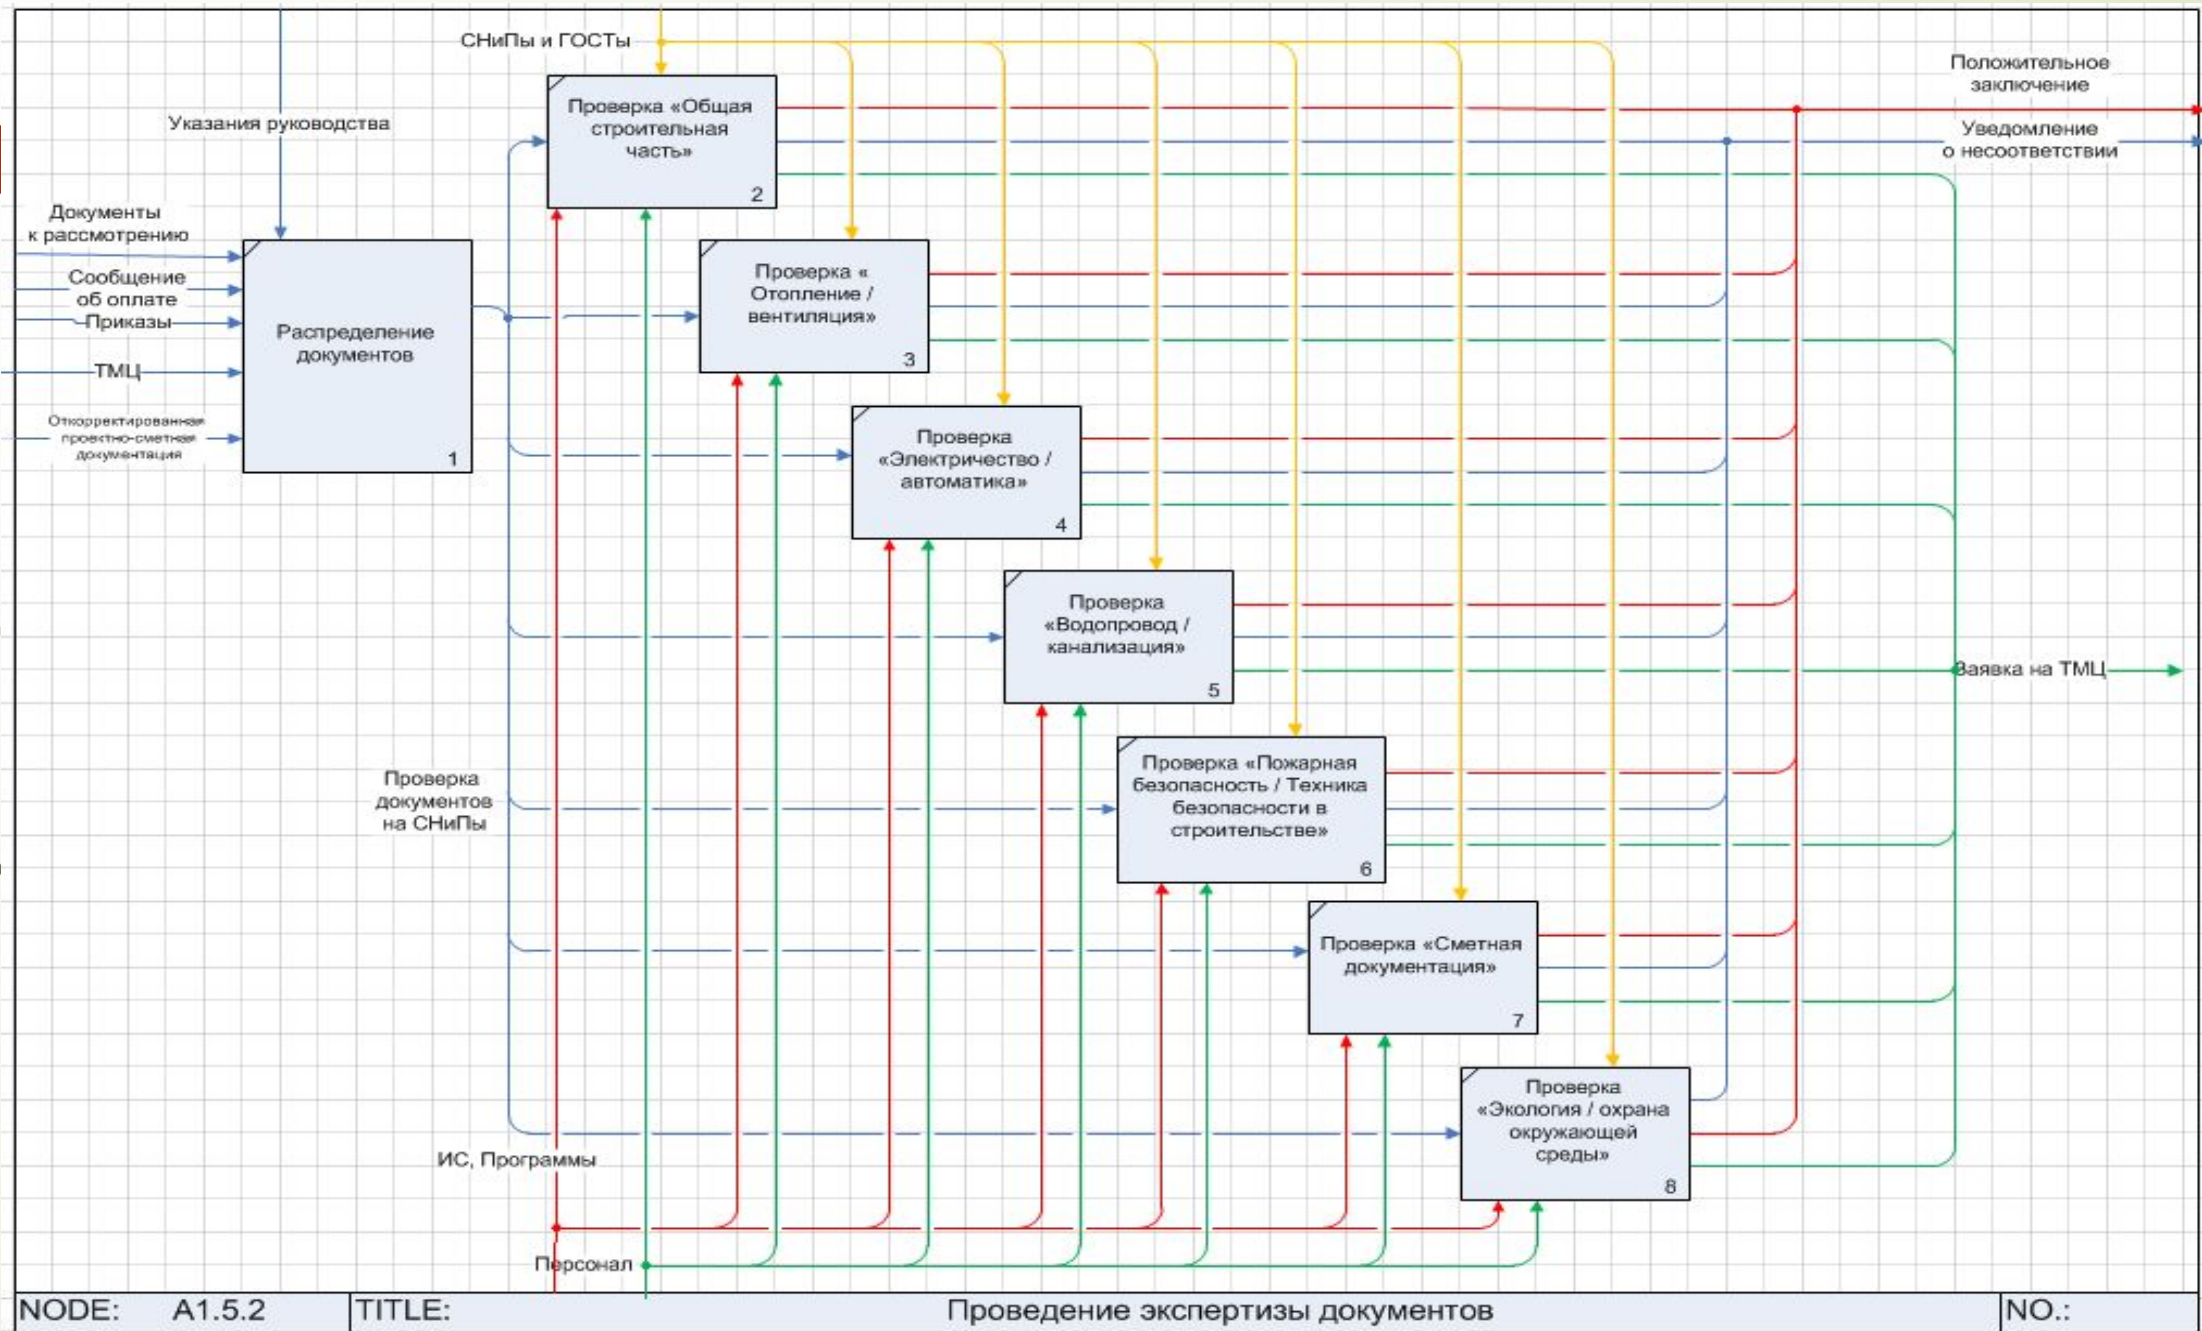 СНиПы и ГОСТы
Указания руководства
Документы
к рассмотрению
Сообщение
об оплате
Приказы
ТМЦ
Откорректированная
проектно-сметная
документация
Распределение
документов
1
Проверка «Общая
строительная
часть»
2
Проверка «
Отопление /
вентиляция»
3
Проверка
«Электричество /
автоматика»
4
Проверка
«Водопровод /
канализация»
5
Проверка «Пожарная
безопасность / Техника
безопасности в
строительстве»
6
Проверка «Сметная
документация»
7
Проверка
«Экология / охрана
окружающей
среды»
8
Положительное
заключение
Уведомление
о несоответствии
Заявка на ТМЦ
Проверка
документов
на СНиПы
ИС, Программы
Персонал
NODE: A1.5.2 TITLE: Проведение экспертизы документов NO.: